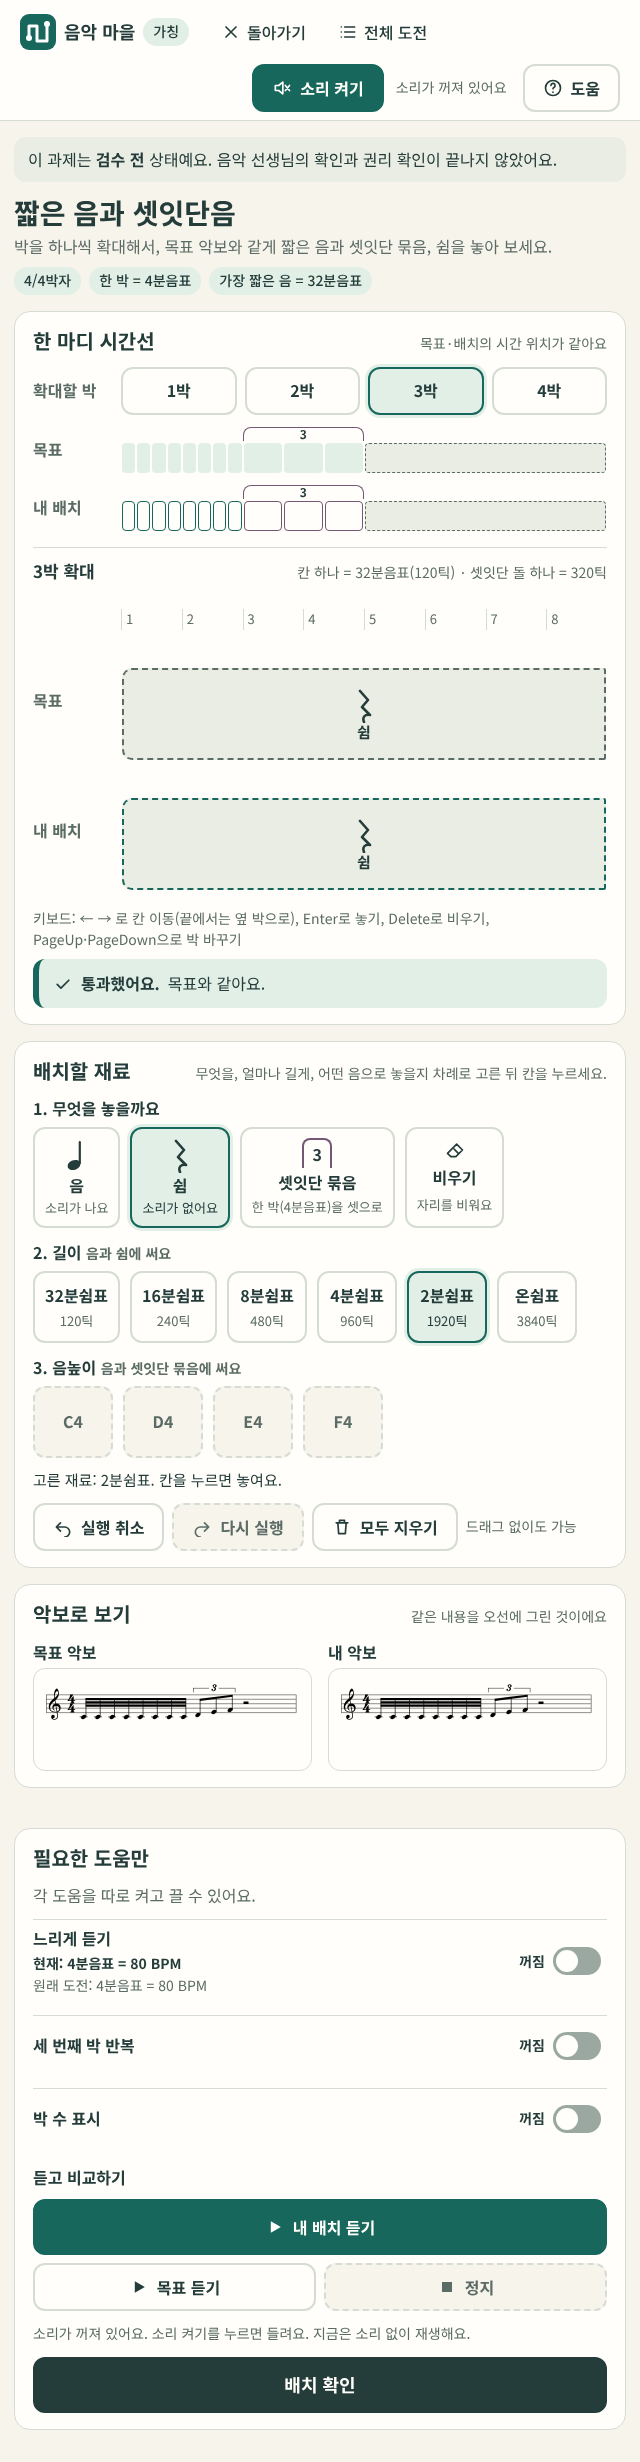 음악 마을 가칭 돌아가기 전체 도전
소리 켜기 소리가 꺼져 있어요 도움
이 과제는 검수 전 상태예요. 음악 선생님의 확인과 권리 확인이 끝나지 않았어요.
짧은 음과 셋잇단음
박을 하나씩 확대해서, 목표 악보와 같게 짧은 음과 셋잇단 묶음, 쉼을 놓아 보세요.
4/4박자 한 박 = 4분음표 가장 짧은 음 = 32분음표
한 마디 시간선 목표·배치의 시간 위치가 같아요
확대할 박 1박 2박 3박 4박
3
목표
3
내 배치
3박 확대 칸 하나 = 32분음표(120틱) · 셋잇단 돌 하나 = 320틱
1 2 3 4 5 6 7 8
목표 쉼
내 배치 쉼
키보드: ← → 로 칸 이동(끝에서는 옆 박으로), Enter로 놓기, Delete로 비우기,
PageUp·PageDown으로 박 바꾸기
통과했어요. 목표와 같아요.
배치할 재료 무엇을, 얼마나 길게, 어떤 음으로 놓을지 차례로 고른 뒤 칸을 누르세요.
1. 무엇을 놓을까요
3
음 쉼 셋잇단 묶음 비우기
소리가 나요 소리가 없어요 한 박(4분음표)을 셋으로 자리를 비워요
2. 길이 음과 쉼에 써요
32분쉼표 16분쉼표 8분쉼표 4분쉼표 2분쉼표 온쉼표
120틱 240틱 480틱 960틱 1920틱 3840틱
3. 음높이 음과 셋잇단 묶음에 써요
C4 D4 E4 F4
고른 재료: 2분쉼표. 칸을 누르면 놓여요.
실행 취소 다시 실행 모두 지우기 드래그 없이도 가능
악보로 보기 같은 내용을 오선에 그린 것이에요
목표 악보 내 악보
3 3
4 4
4 4
필요한 도움만
각 도움을 따로 켜고 끌 수 있어요.
느리게 듣기
현재: 4분음표 = 80 BPM 꺼짐
원래 도전: 4분음표 = 80 BPM
세 번째 박 반복 꺼짐
박 수 표시 꺼짐
듣고 비교하기
내 배치 듣기
목표 듣기 정지
소리가 꺼져 있어요. 소리 켜기를 누르면 들려요. 지금은 소리 없이 재생해요.
배치 확인